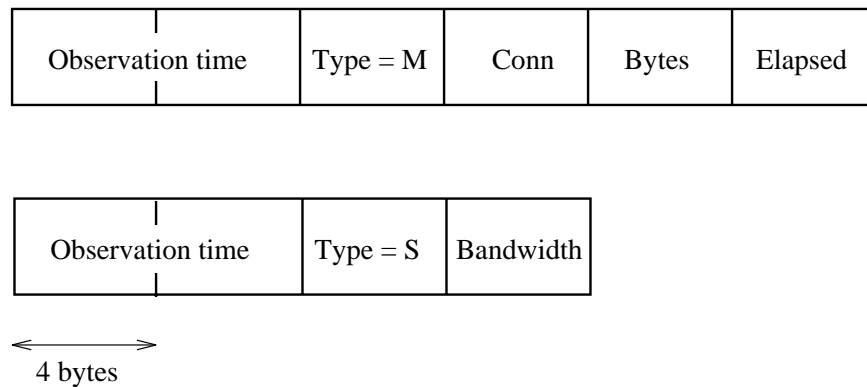 Observation time Type = M Conn Bytes Elapsed
Observation time Type = S Bandwidth
4 bytes